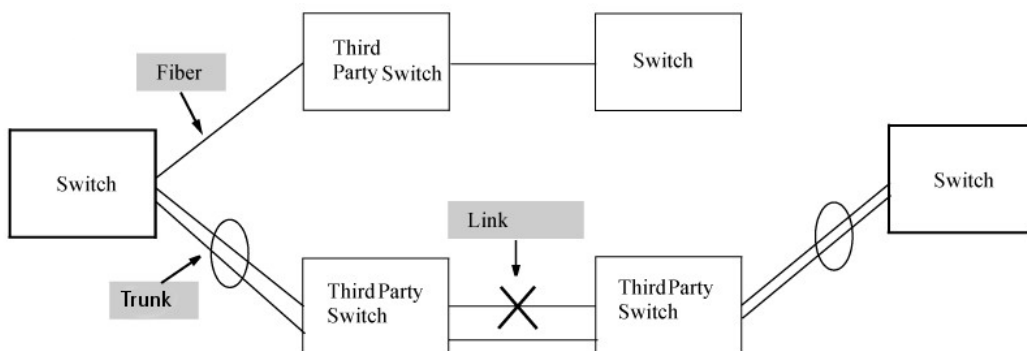 Third
Party Switch
Switch
Fiber
Switch
Switch
Link
Trunk
Third Party
Switch
Third Party
Switch